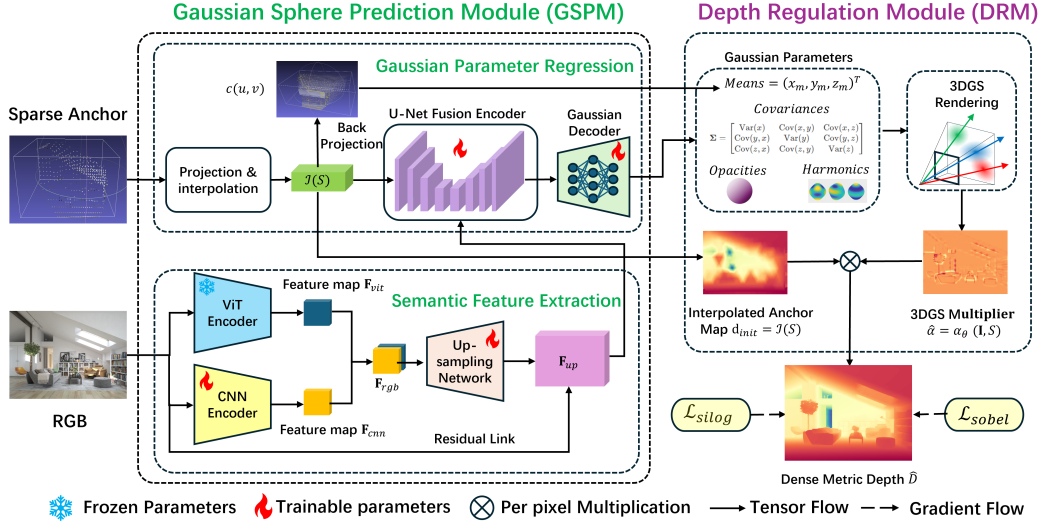 Gaussian Sphere Prediction Module (GSPM)
Depth Regulation Module (DRM)
Gaussian Parameter Regression
Sparse Anchor
c(u, v)
Back
Projection
U-Net Fusion Encoder
Gaussian
Decoder
Projection &
interpolation
ℐ(S)
Gaussian Parameters
Means = (xₘ, yₘ, zₘ)ᵀ
Covariances
Σ = [Var(x) Cov(x, y) Cov(x, z)
Cov(y, x) Var(y) Cov(y, z)
Cov(z, x) Cov(z, y) Var(z)]
Opacities
Harmonics
3DGS
Rendering
Semantic Feature Extraction
ViT
Encoder
Feature map F_vit
CNN
Encoder
Feature map F_cnn
F_rgb
Up-
sampling
Network
F_up
Residual Link
RGB
Interpolated Anchor
Map d_init = ℐ(S)
3DGS Multiplier
α̂ = α_θ (I, S)
ℒ_silog
ℒ_sobel
Dense Metric Depth D̂
Frozen Parameters
Trainable parameters
Per pixel Multiplication
Tensor Flow
Gradient Flow